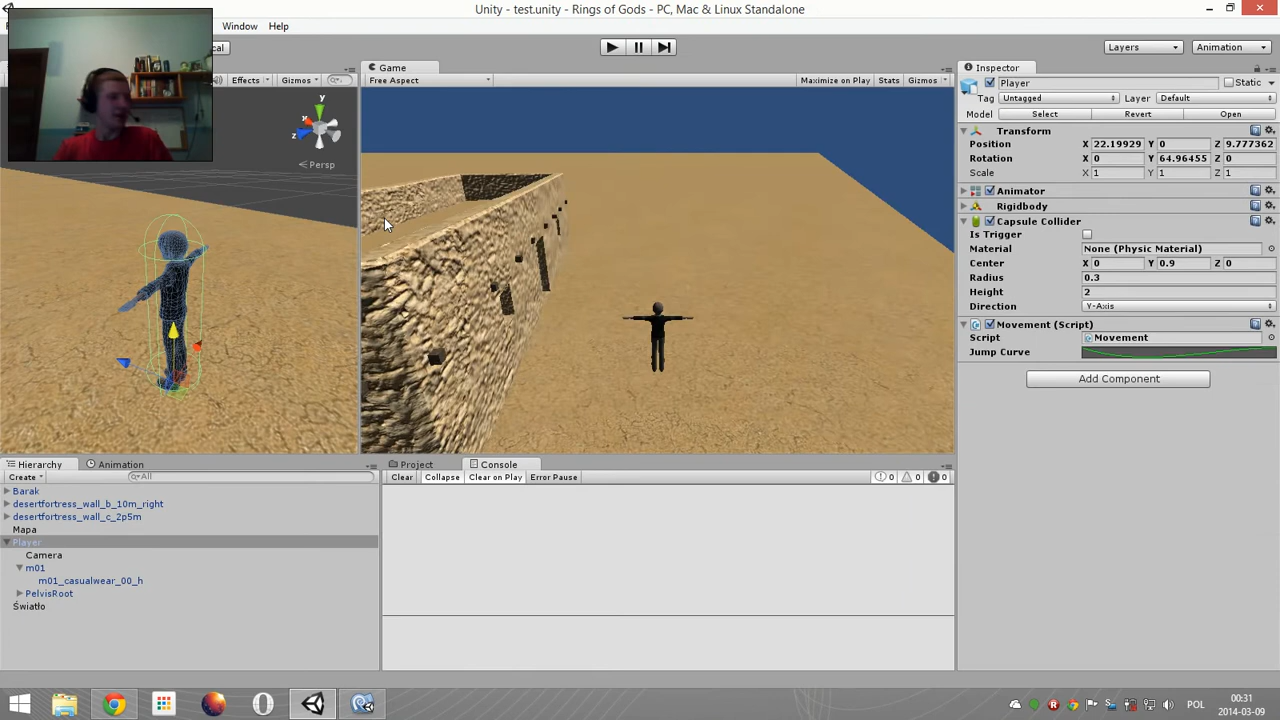 Unity - test.unity - Rings of Gods - PC, Mac & Linux Standalone
Window Help
Layers Animation
Game
Effects Gizmos
Free Aspect
Maximize on Play Stats Gizmos
y
x
z
Persp
Inspector
Player Static
Tag Untagged Layer Default
Model Select Revert Open
Transform
Position X 22.19929 Y 0 Z 9.777362
Rotation X 0 Y 64.96455 Z 0
Scale X 1 Y 1 Z 1
Animator
Rigidbody
Capsule Collider
Is Trigger
Material None (Physic Material)
Center X 0 Y 0.9 Z 0
Radius 0.3
Height 2
Direction Y-Axis
Movement (Script)
Script Movement
Jump Curve
Add Component
Hierarchy Animation
Create All
Barak
desertfortress_wall_b_10m_right
desertfortress_wall_c_2p5m
Mapa
Player
Camera
m01
m01_casualwear_00_h
PelvisRoot
Światło
Project Console
Clear Collapse Clear on Play Error Pause 0 0 0
POL
00:31
2014-03-09